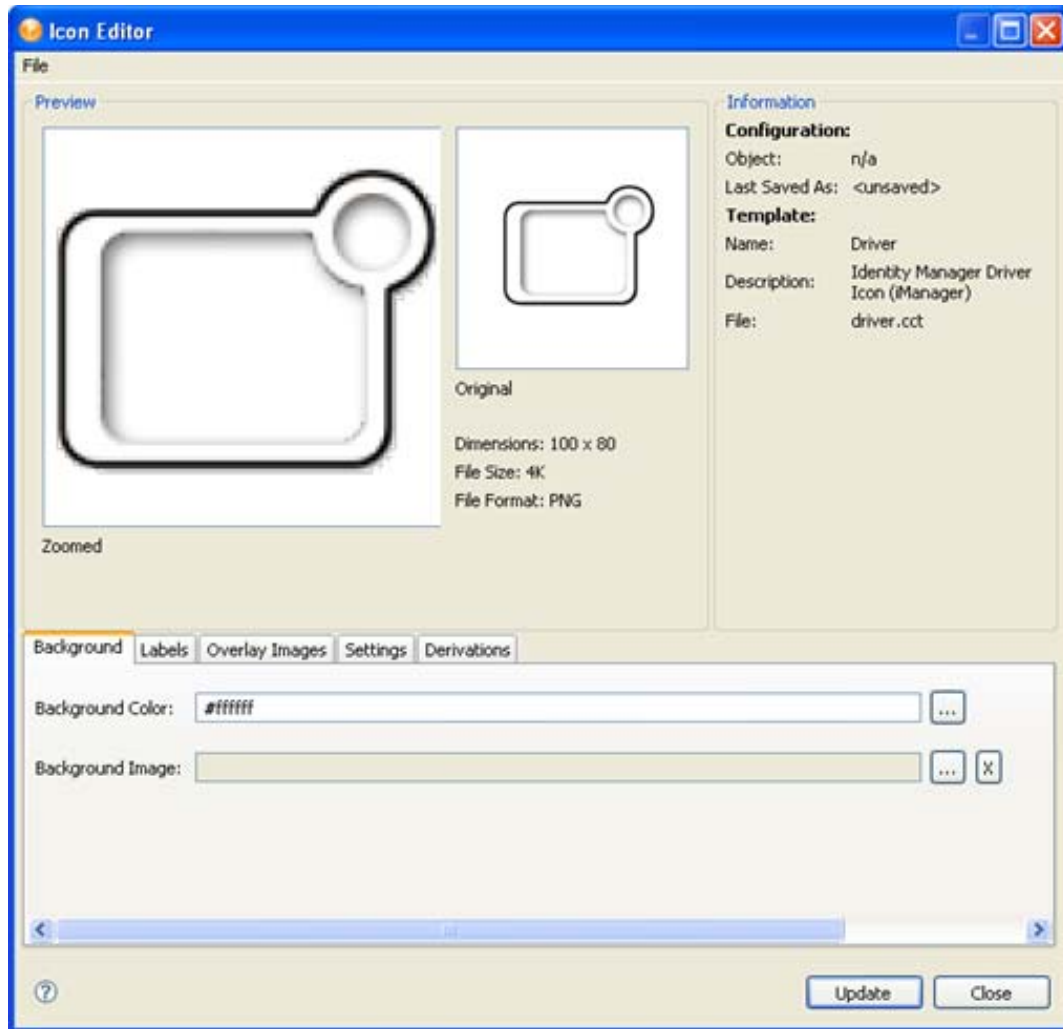 Icon Editor
File
Preview
Zoomed
Original
Dimensions: 100 x 80
File Size: 4K
File Format: PNG
Information
Configuration:
Object: n/a
Last Saved As: <unsaved>
Template:
Name: Driver
Description: Identity Manager Driver
Icon (iManager)
File: driver.cct
Background Labels Overlay Images Settings Derivations
Background Color: #ffffff ...
Background Image: ... X
? Update Close